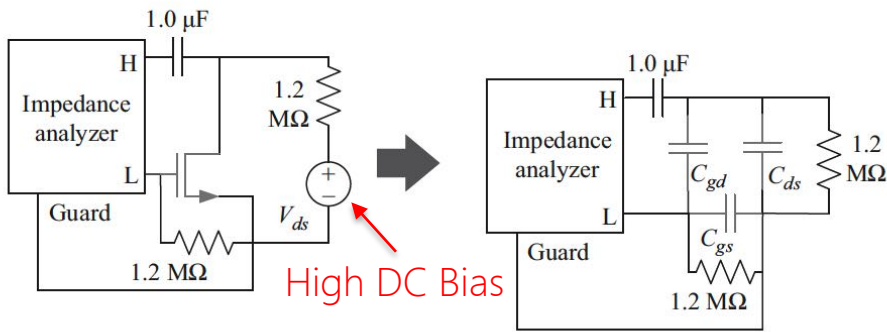 1.0 μF
H
Impedance
analyzer
L
Guard
1.2
MΩ
+
−
V_ds
1.2 MΩ
High DC Bias
1.0 μF
H
Impedance
analyzer
L
Guard
C_gd
C_ds
C_gs
1.2
MΩ
1.2 MΩ